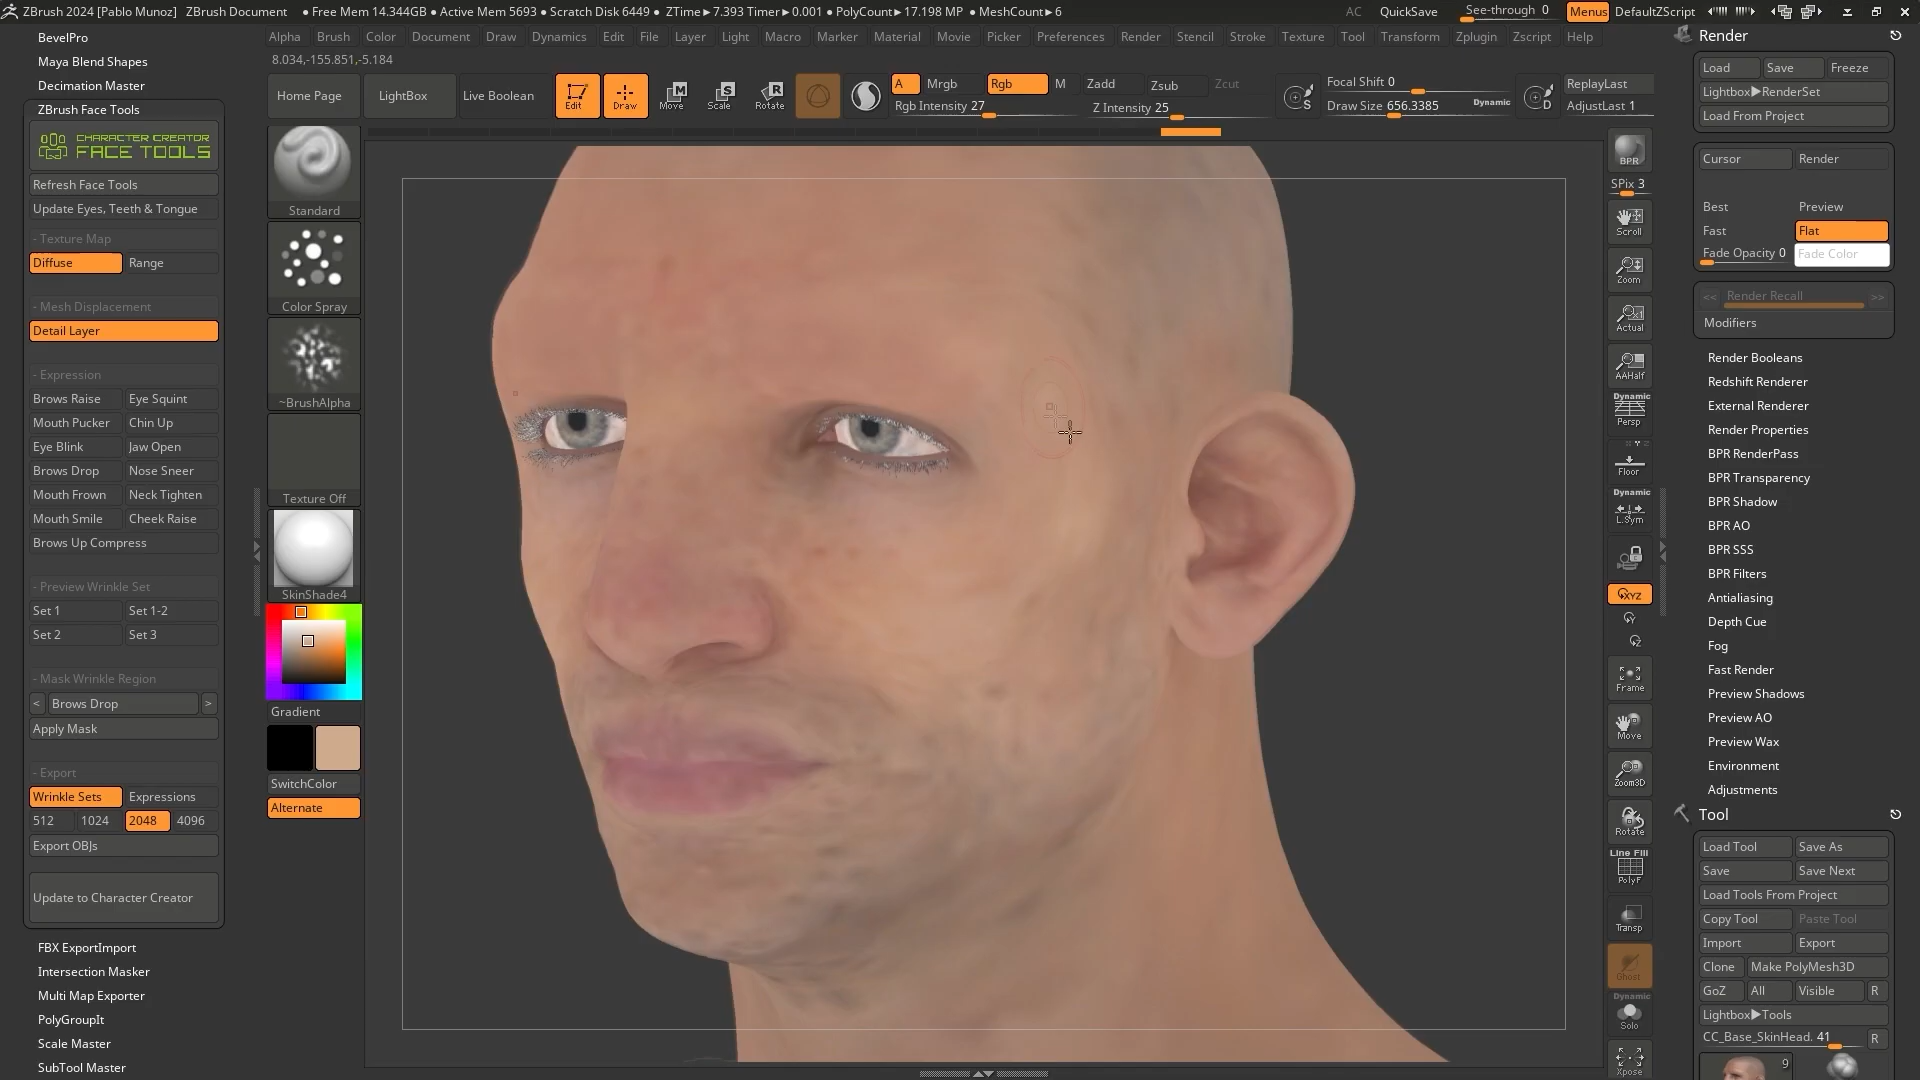 ZBrush 2024 [Pablo Munoz] ZBrush Document • Free Mem 14.344GB • Active Mem 5693 • Scratch Disk 6449 • ZTime►7.393 Timer►0.001 • PolyCount►17.198 MP • MeshCount►6 AC QuickSave See-through 0 Menus DefaultZScript
Alpha Brush Color Document Draw Dynamics Edit File Layer Light Macro Marker Material Movie Picker Preferences Render Stencil Stroke Texture Tool Transform Zplugin Zscript Help
8.034,-155.851,-5.184
Home Page LightBox Live Boolean Edit Draw Move Scale Rotate
A Mrgb Rgb M Zadd Zsub Zcut
Rgb Intensity 27 Z Intensity 25
Focal Shift 0
Draw Size 656.3385 Dynamic
ReplayLast
AdjustLast 1
BevelPro
Maya Blend Shapes
Decimation Master
ZBrush Face Tools
CHARACTER CREATOR
FACE TOOLS
Refresh Face Tools
Update Eyes, Teeth & Tongue
- Texture Map
Diffuse Range
- Mesh Displacement
Detail Layer
- Expression
Brows Raise Eye Squint
Mouth Pucker Chin Up
Eye Blink Jaw Open
Brows Drop Nose Sneer
Mouth Frown Neck Tighten
Mouth Smile Cheek Raise
Brows Up Compress
- Preview Wrinkle Set
Set 1 Set 1-2
Set 2 Set 3
- Mask Wrinkle Region
< Brows Drop >
Apply Mask
- Export
Wrinkle Sets Expressions
512 1024 2048 4096
Export OBJs
Update to Character Creator
FBX ExportImport
Intersection Masker
Multi Map Exporter
PolyGroupIt
Scale Master
SubTool Master
Standard
Color Spray
~BrushAlpha
Texture Off
SkinShade4
Gradient
SwitchColor
Alternate
BPR
SPix 3
Scroll
Zoom
Actual
AAHalf
Dynamic
Persp
Floor
Dynamic
L.Sym
XYZ
Frame
Move
Zoom3D
Rotate
Line Fill
PolyF
Transp
Ghost
Dynamic
Solo
Xpose
Render
Load Save Freeze
Lightbox►RenderSet
Load From Project
Cursor Render
Best Preview
Fast Flat
Fade Opacity 0 Fade Color
<< Render Recall >>
Modifiers
Render Booleans
Redshift Renderer
External Renderer
Render Properties
BPR RenderPass
BPR Transparency
BPR Shadow
BPR AO
BPR SSS
BPR Filters
Antialiasing
Depth Cue
Fog
Fast Render
Preview Shadows
Preview AO
Preview Wax
Environment
Adjustments
Tool
Load Tool Save As
Save Save Next
Load Tools From Project
Copy Tool Paste Tool
Import Export
Clone Make PolyMesh3D
GoZ All Visible R
Lightbox►Tools
CC_Base_SkinHead. 41 R
9